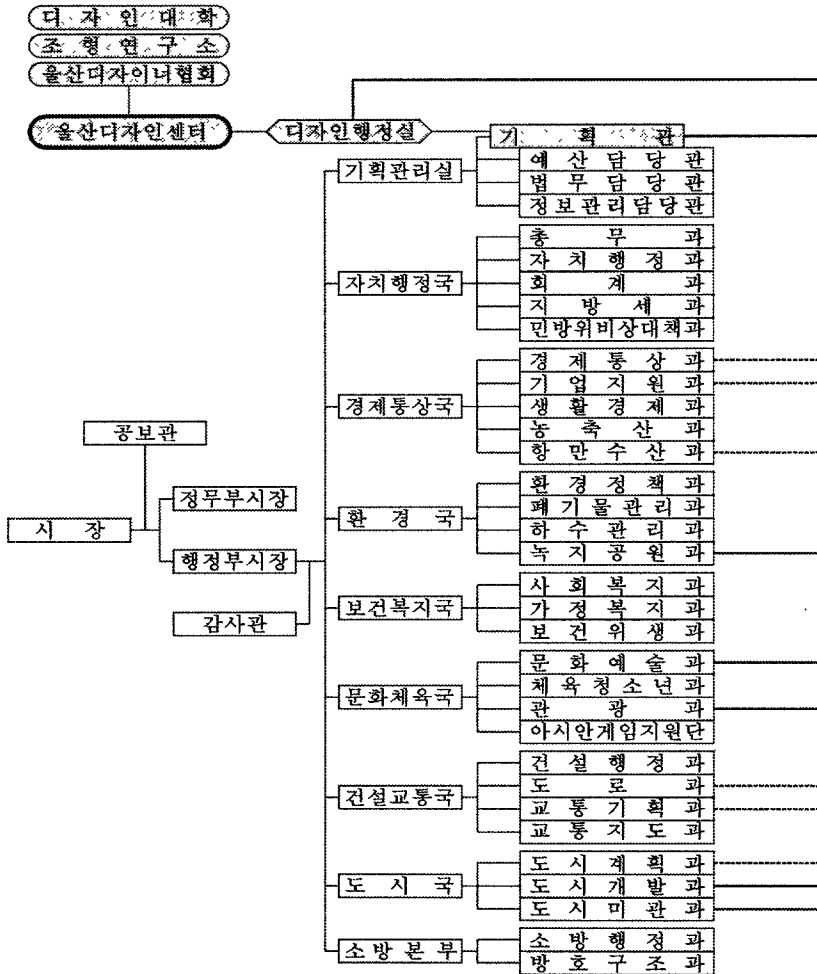 디자인대학
조형연구소
울산디자이너협회
울산디자인센터
디자인행정실
기획관
기획관리실
예산담당관
법무담당관
정보관리담당관
자치행정국
총무과
자치행정과
회계과
지방세과
민방위비상대책과
경제통상국
경제통상과
기업지원과
생활경제과
농축산과
항만수산과
공보관
정무부시장
시장
행정부시장
감사관
환경국
환경정책과
폐기물관리과
하수관리과
녹지공원과
보건복지국
사회복지과
가정복지과
보건위생과
문화체육국
문화예술과
체육청소년과
관광과
아시안게임지원단
건설교통국
건설행정과
도로과
교통기획과
교통지도과
도시국
도시계획과
도시개발과
도시미관과
소방본부
소방행정과
방호구조과